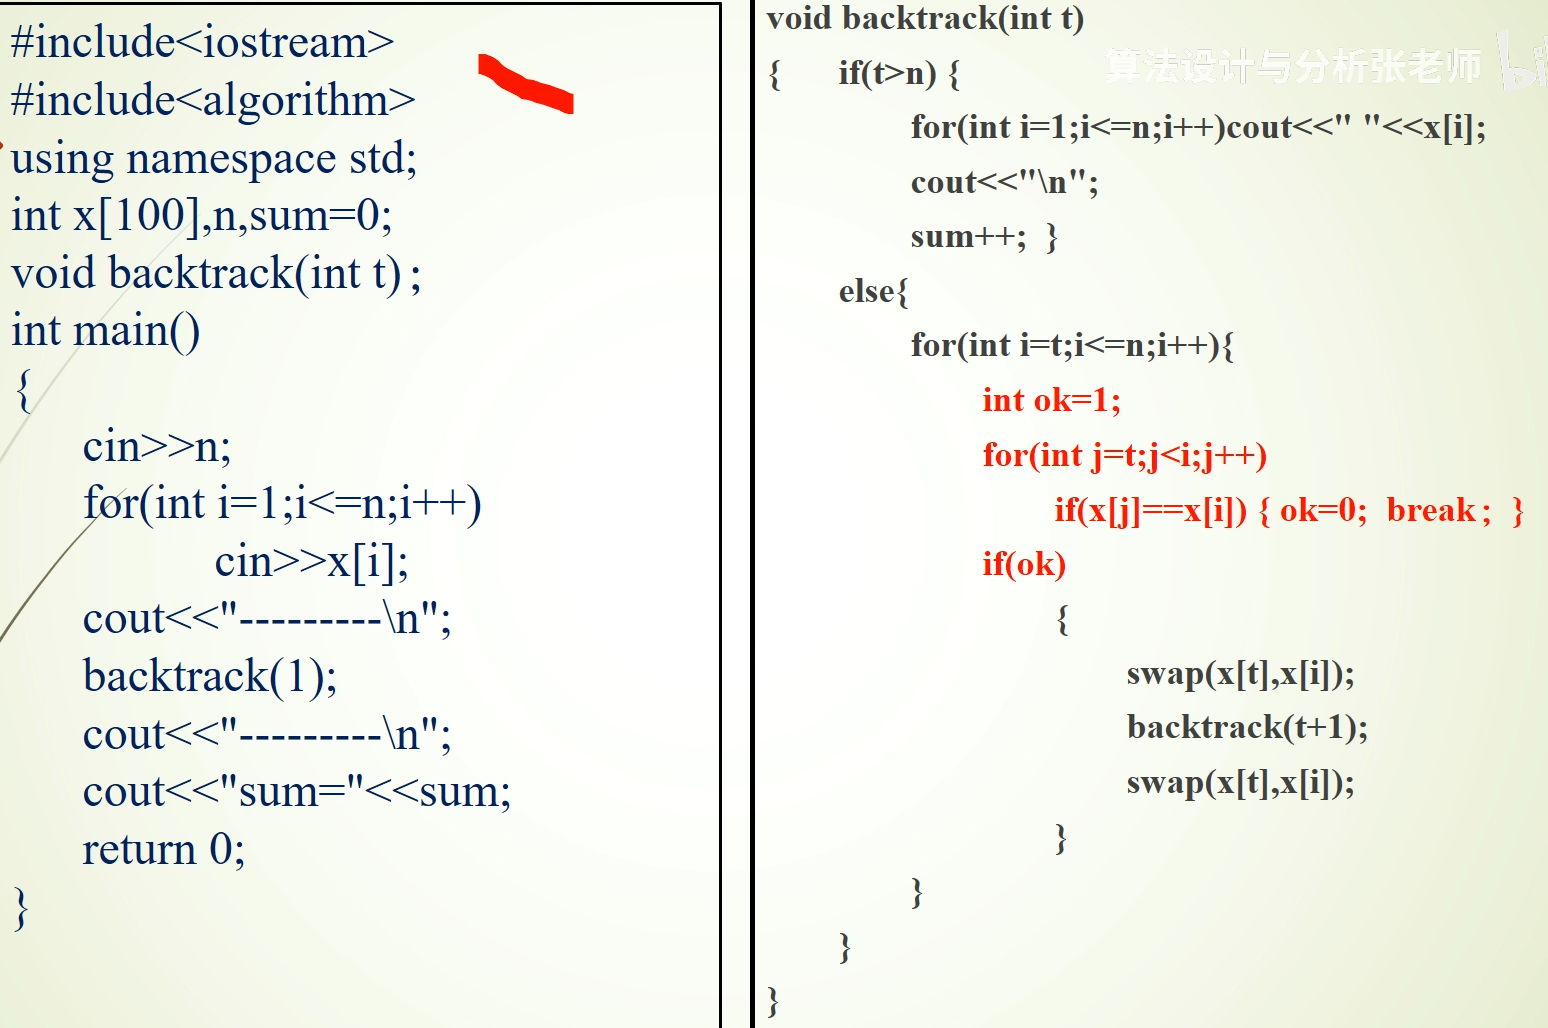 #include<iostream>
#include<algorithm>
using namespace std;
int x[100],n,sum=0;
void backtrack(int t) ;
int main()
{
cin>>n;
for(int i=1;i<=n;i++)
cin>>x[i];
cout<<"---------\n";
backtrack(1);
cout<<"---------\n";
cout<<"sum="<<sum;
return 0;
}
void backtrack(int t)
{ if(t>n) {
算法设计与分析张老师
for(int i=1;i<=n;i++)cout<<" "<<x[i];
cout<<"\n";
sum++; }
else{
for(int i=t;i<=n;i++){
int ok=1;
for(int j=t;j<i;j++)
if(x[j]==x[i]) { ok=0; break; }
if(ok)
{
swap(x[t],x[i]);
backtrack(t+1);
swap(x[t],x[i]);
}
}
}
}